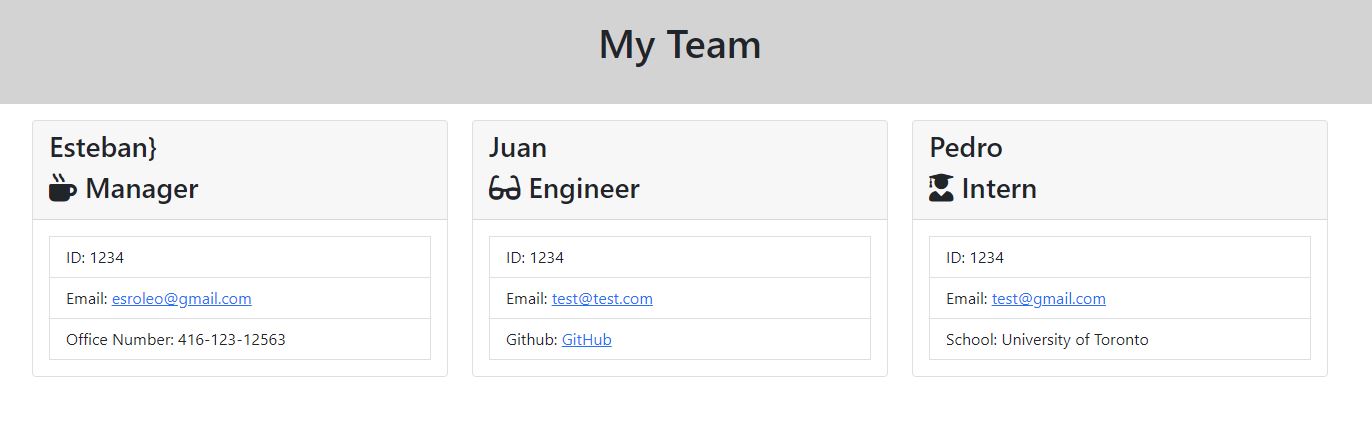 My Team
Esteban}
Manager
ID: 1234
Email: esroleo@gmail.com
Office Number: 416-123-12563
Juan
Engineer
ID: 1234
Email: test@test.com
Github: GitHub
Pedro
Intern
ID: 1234
Email: test@gmail.com
School: University of Toronto